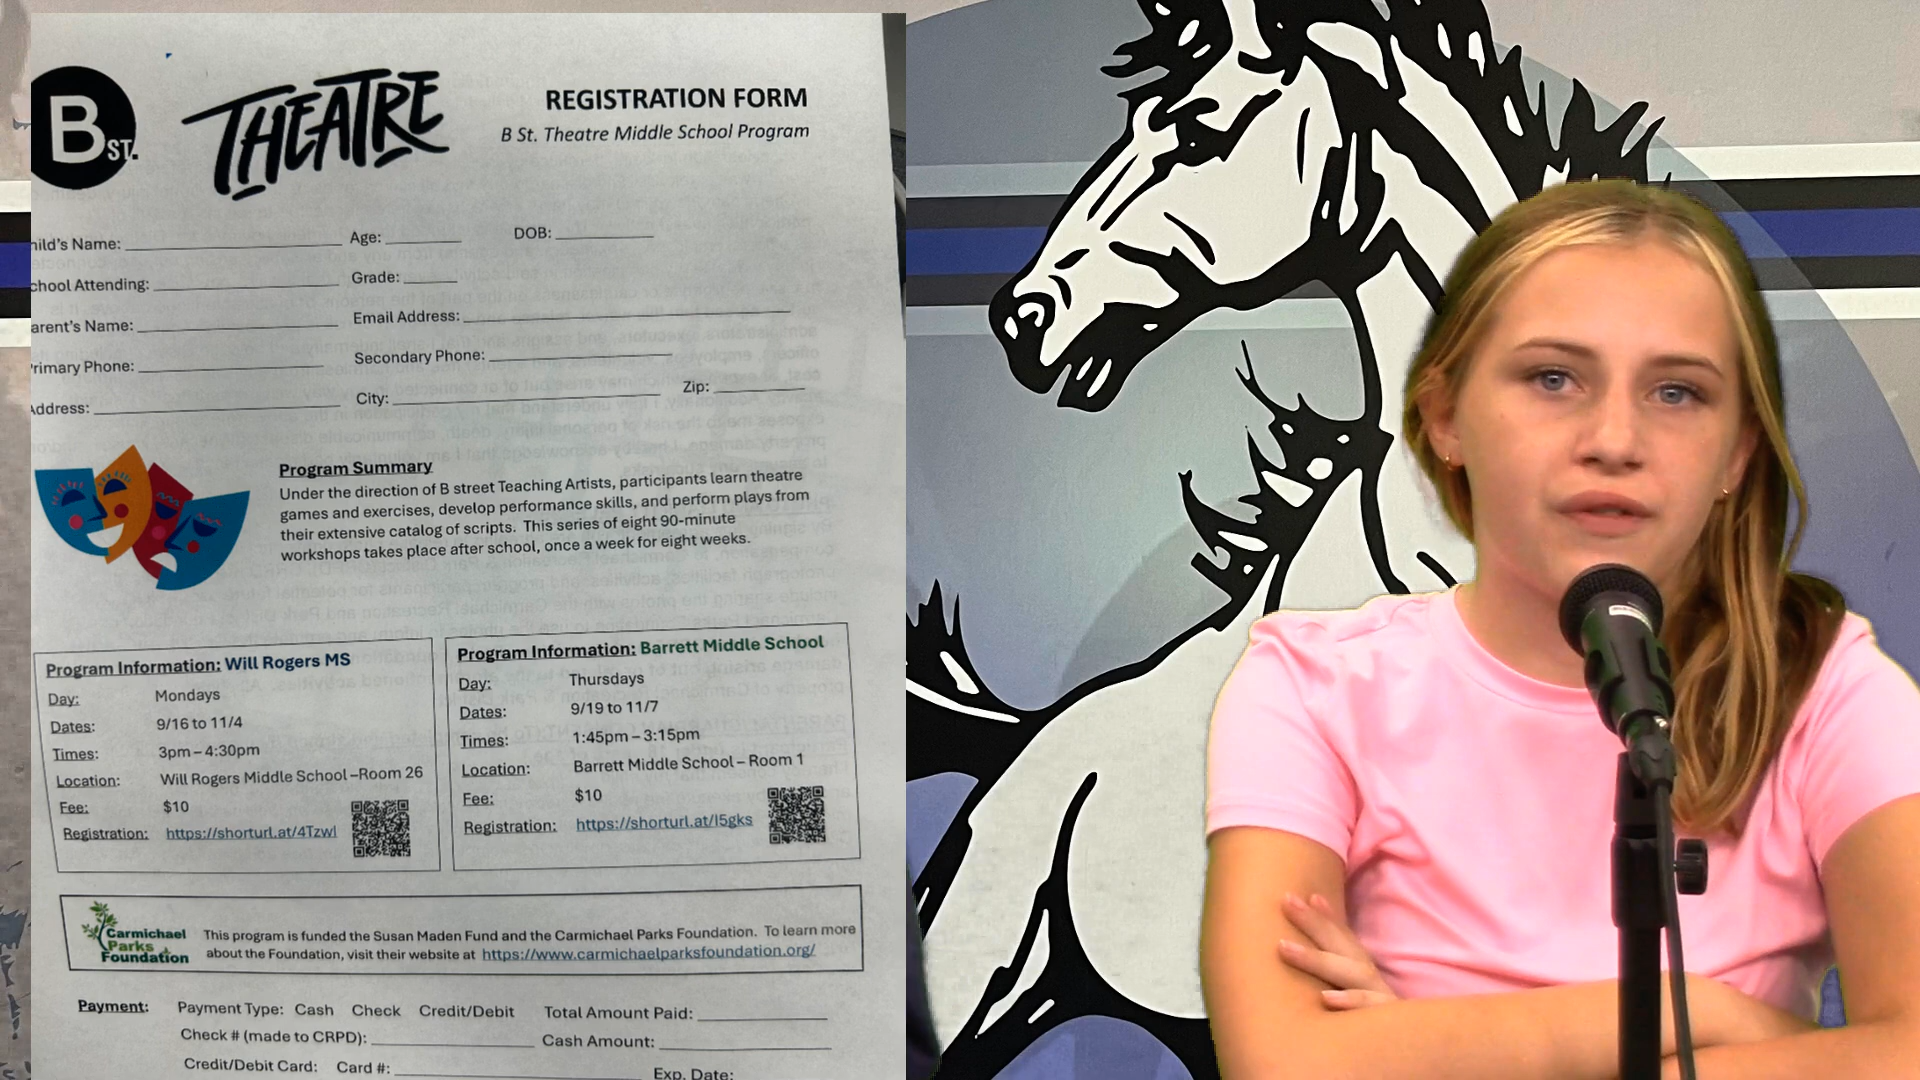 B ST.
THEATRE
REGISTRATION FORM
B St. Theatre Middle School Program
hild's Name: Age: DOB:
chool Attending: Grade:
arent's Name: Email Address:
Primary Phone: Secondary Phone:
Address: City: Zip:
Program Summary
Under the direction of B street Teaching Artists, participants learn theatre
games and exercises, develop performance skills, and perform plays from
their extensive catalog of scripts. This series of eight 90-minute
workshops takes place after school, once a week for eight weeks.
Program Information: Will Rogers MS
Day: Mondays
Dates: 9/16 to 11/4
Times: 3pm – 4:30pm
Location: Will Rogers Middle School –Room 26
Fee: $10
Registration: https://shorturl.at/4Tzwl
Program Information: Barrett Middle School
Day: Thursdays
Dates: 9/19 to 11/7
Times: 1:45pm – 3:15pm
Location: Barrett Middle School – Room 1
Fee: $10
Registration: https://shorturl.at/I5gks
Carmichael
Parks
Foundation
This program is funded the Susan Maden Fund and the Carmichael Parks Foundation. To learn more
about the Foundation, visit their website at https://www.carmichaelparksfoundation.org/
Payment: Payment Type: Cash Check Credit/Debit Total Amount Paid:
Check # (made to CRPD): Cash Amount:
Credit/Debit Card: Card #: Exp. Date: